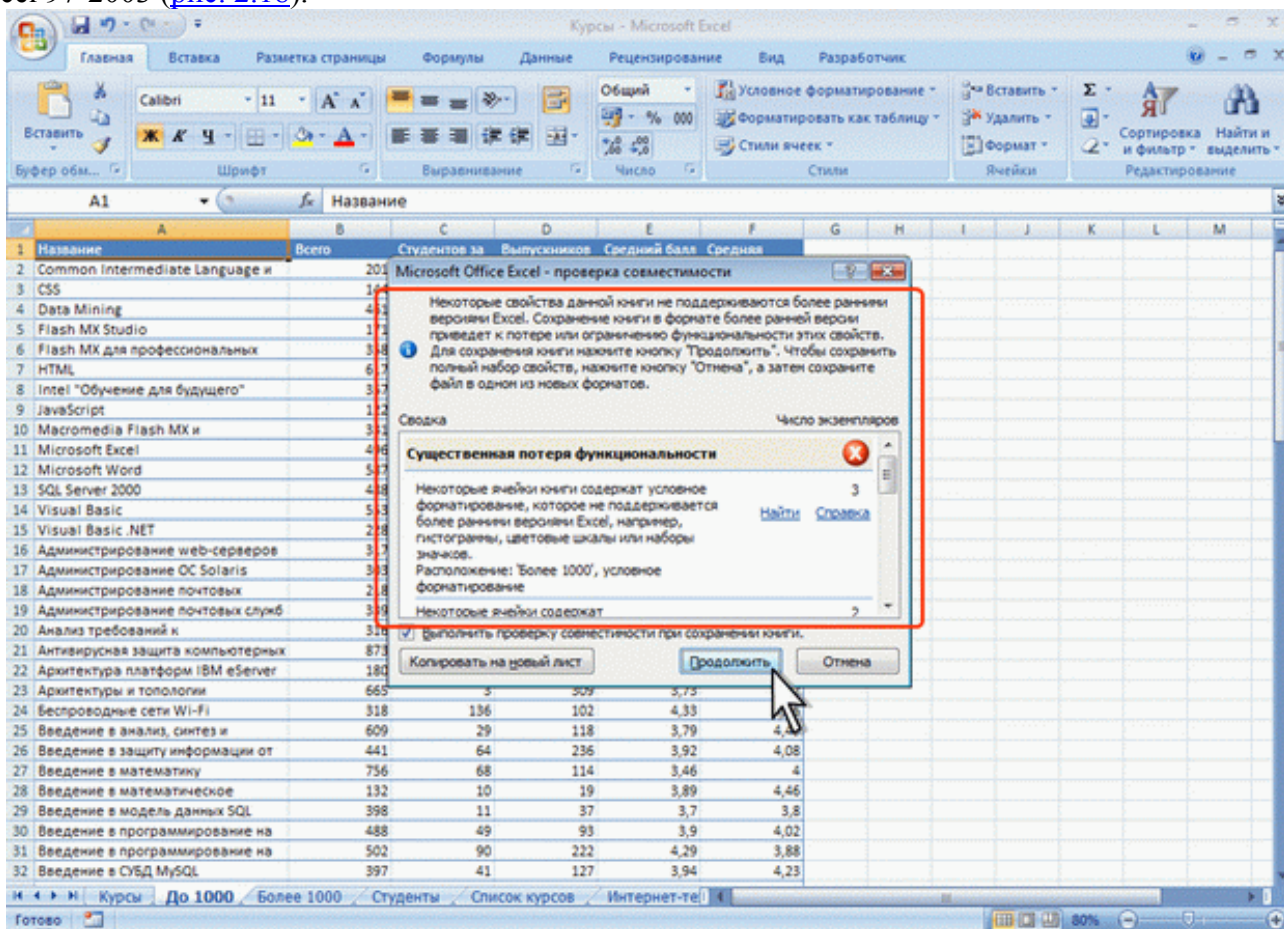 97-2003 (рис. 2.18).
Курсы - Microsoft Excel
Главная Вставка Разметка страницы Формулы Данные Рецензирование Вид Разработчик
Calibri 11 Общий Условное форматирование Вставить Σ
Вставить Ж К Ч % 000 Форматировать как таблицу Удалить Сортировка и фильтр Найти и выделить
Стили ячеек Формат
Буфер обм... Шрифт Выравнивание Число Стили Ячейки Редактирование
A1 fx Название
A B C D E F G H I J K L M
1 Название Всего Студентов за Выпускников Средний балл Средняя
2 Common Intermediate Language и 201
3 CSS
4 Data Mining
5 Flash MX Studio
6 Flash MX для профессиональных
7 HTML
8 Intel "Обучение для будущего"
9 JavaScript
10 Macromedia Flash MX и
11 Microsoft Excel
12 Microsoft Word
13 SQL Server 2000
14 Visual Basic
15 Visual Basic .NET
16 Администрирование web-серверов
17 Администрирование ОС Solaris
18 Администрирование почтовых
19 Администрирование почтовых служб
20 Анализ требований к 316
21 Антивирусная защита компьютерных 873
22 Архитектура платформ IBM eServer 180
23 Архитектуры и топологии 665 3 309 3,73
24 Беспроводные сети Wi-Fi 318 136 102 4,33
25 Введение в анализ, синтез и 609 29 118 3,79
26 Введение в защиту информации от 441 64 236 3,92 4,08
27 Введение в математику 756 68 114 3,46 4
28 Введение в математическое 132 10 19 3,89 4,46
29 Введение в модель данных SQL 398 11 37 3,7 3,8
30 Введение в программирование на 488 49 93 3,9 4,02
31 Введение в программирование на 502 90 222 4,29 3,88
32 Введение в СУБД MySQL 397 41 127 3,94 4,23
Microsoft Office Excel - проверка совместимости
Некоторые свойства данной книги не поддерживаются более ранними
версиями Excel. Сохранение книги в формате более ранней версии
приведет к потере или ограничению функциональности этих свойств.
Для сохранения книги нажмите кнопку "Продолжить". Чтобы сохранить
полный набор свойств, нажмите кнопку "Отмена", а затем сохраните
файл в одном из новых форматов.
Сводка Число экземпляров
Существенная потеря функциональности
Некоторые ячейки книги содержат условное 3
форматирование, которое не поддерживается
более ранними версиями Excel, например, Найти Справка
гистограммы, цветовые шкалы или наборы
значков.
Расположение: 'Более 1000', условное
форматирование
Некоторые ячейки содержат 2
Выполнить проверку совместимости при сохранении книги.
Копировать на новый лист Продолжить Отмена
Курсы До 1000 Более 1000 Студенты Список курсов Интернет-те
Готово 80%